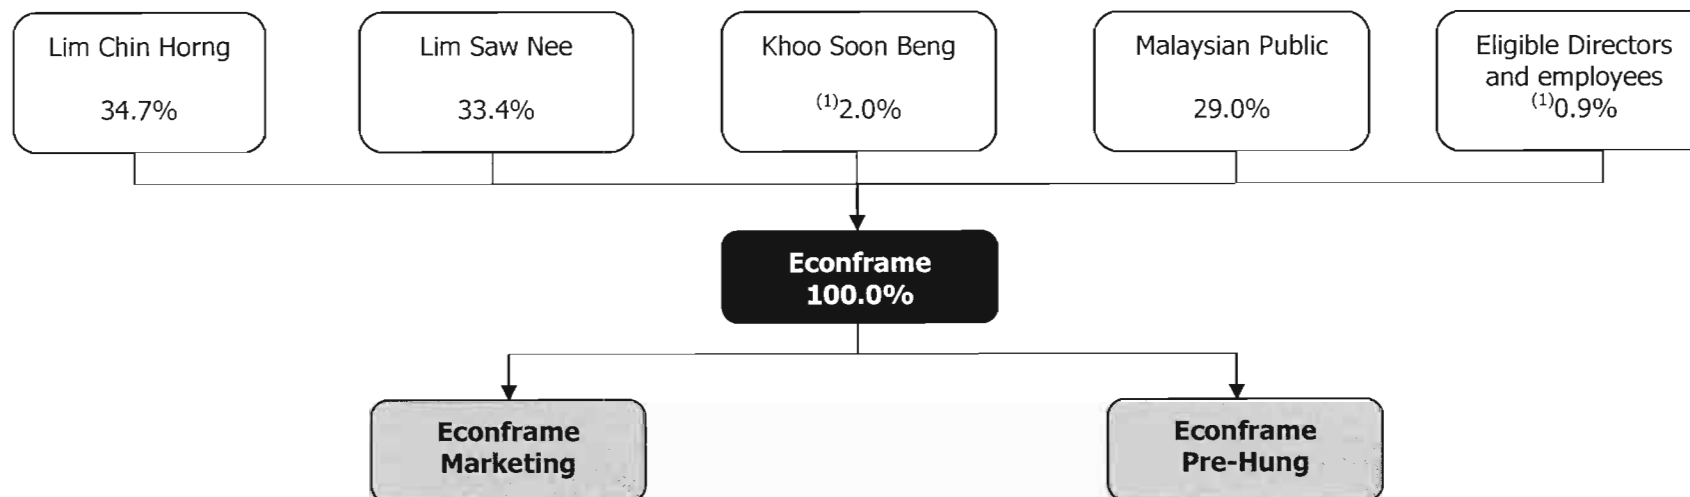 Lim Chin Horng
34.7%
Lim Saw Nee
33.4%
Khoo Soon Beng
(1)2.0%
Malaysian Public
29.0%
Eligible Directors
and employees
(1)0.9%
Econframe
100.0%
Econframe
Marketing
Econframe
Pre-Hung